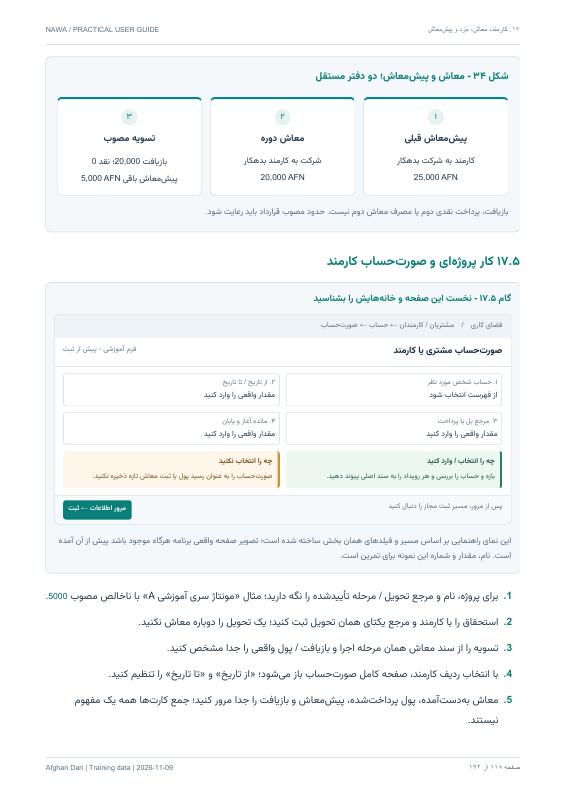 NAWA / PRACTICAL USER GUIDE
۱۷. کارمند، معاش، مزد و پیش‌معاش
شکل ۳۴ - معاش و پیش‌معاش؛ دو دفتر مستقل
۱
پیش‌معاش قبلی
کارمند به شرکت بدهکار
25,000 AFN
۲
معاش دوره
شرکت به کارمند بدهکار
20,000 AFN
۳
تسویه مصوب
بازیافت 20,000؛ نقد 0
پیش‌معاش باقی 5,000 AFN
بازیافت، پرداخت نقدی دوم یا مصرف معاش دوم نیست. حدود مصوب قرارداد باید رعایت شود.
۱۷.۵ کار پروژه‌ای و صورت‌حساب کارمند
گام ۱۷.۵ - نخست این صفحه و خانه‌هایش را بشناسید
فضای کاری / مشتریان / کارمندان ← حساب ← صورت‌حساب
صورت‌حساب مشتری یا کارمند
فرم آموزشی - پیش از ثبت
۱. حساب شخص مورد نظر
از فهرست انتخاب شود
۲. از تاریخ / تا تاریخ
مقدار واقعی را وارد کنید
۳. مرجع بل یا پرداخت
مقدار واقعی را وارد کنید
۴. مانده آغاز و پایان
مقدار واقعی را وارد کنید
چه را انتخاب / وارد کنید
بازه و حساب را بررسی و هر رویداد را به سند اصلی پیوند دهید.
چه را انتخاب نکنید
صورت‌حساب را به عنوان رسید پول یا ثبت معاش تازه ذخیره نکنید.
پس از مرور، مسیر ثبت مجاز را دنبال کنید
مرور اطلاعات ← ثبت
این نمای راهنمایی بر اساس مسیر و فیلدهای همان بخش ساخته شده است؛ تصویر صفحه واقعی برنامه هرگاه موجود باشد پیش از آن آمده
است. نام، مقدار و شماره این نمونه برای تمرین است.
1. برای پروژه، نام و مرجع تحویل / مرحله تأییدشده را نگه دارید؛ مثال «مونتاژ سری آموزشی A» با ناخالص مصوب 5000.
2. استحقاق را با کارمند و مرجع یکتای همان تحویل ثبت کنید؛ یک تحویل را دوباره معاش نکنید.
3. تسویه را از سند معاش همان مرحله اجرا و بازیافت / پول واقعی را جدا مشخص کنید.
4. با انتخاب ردیف کارمند، صفحه کامل صورت‌حساب باز می‌شود؛ «از تاریخ» و «تا تاریخ» را تنظیم کنید.
5. معاش به‌دست‌آمده، پول پرداخت‌شده، پیش‌معاش و بازیافت را جدا مرور کنید؛ جمع کارت‌ها همه یک مفهوم
نیستند.
Afghan Dari | Training data | 2026-11-09
صفحه ۱۱۸ از ۱۹۲